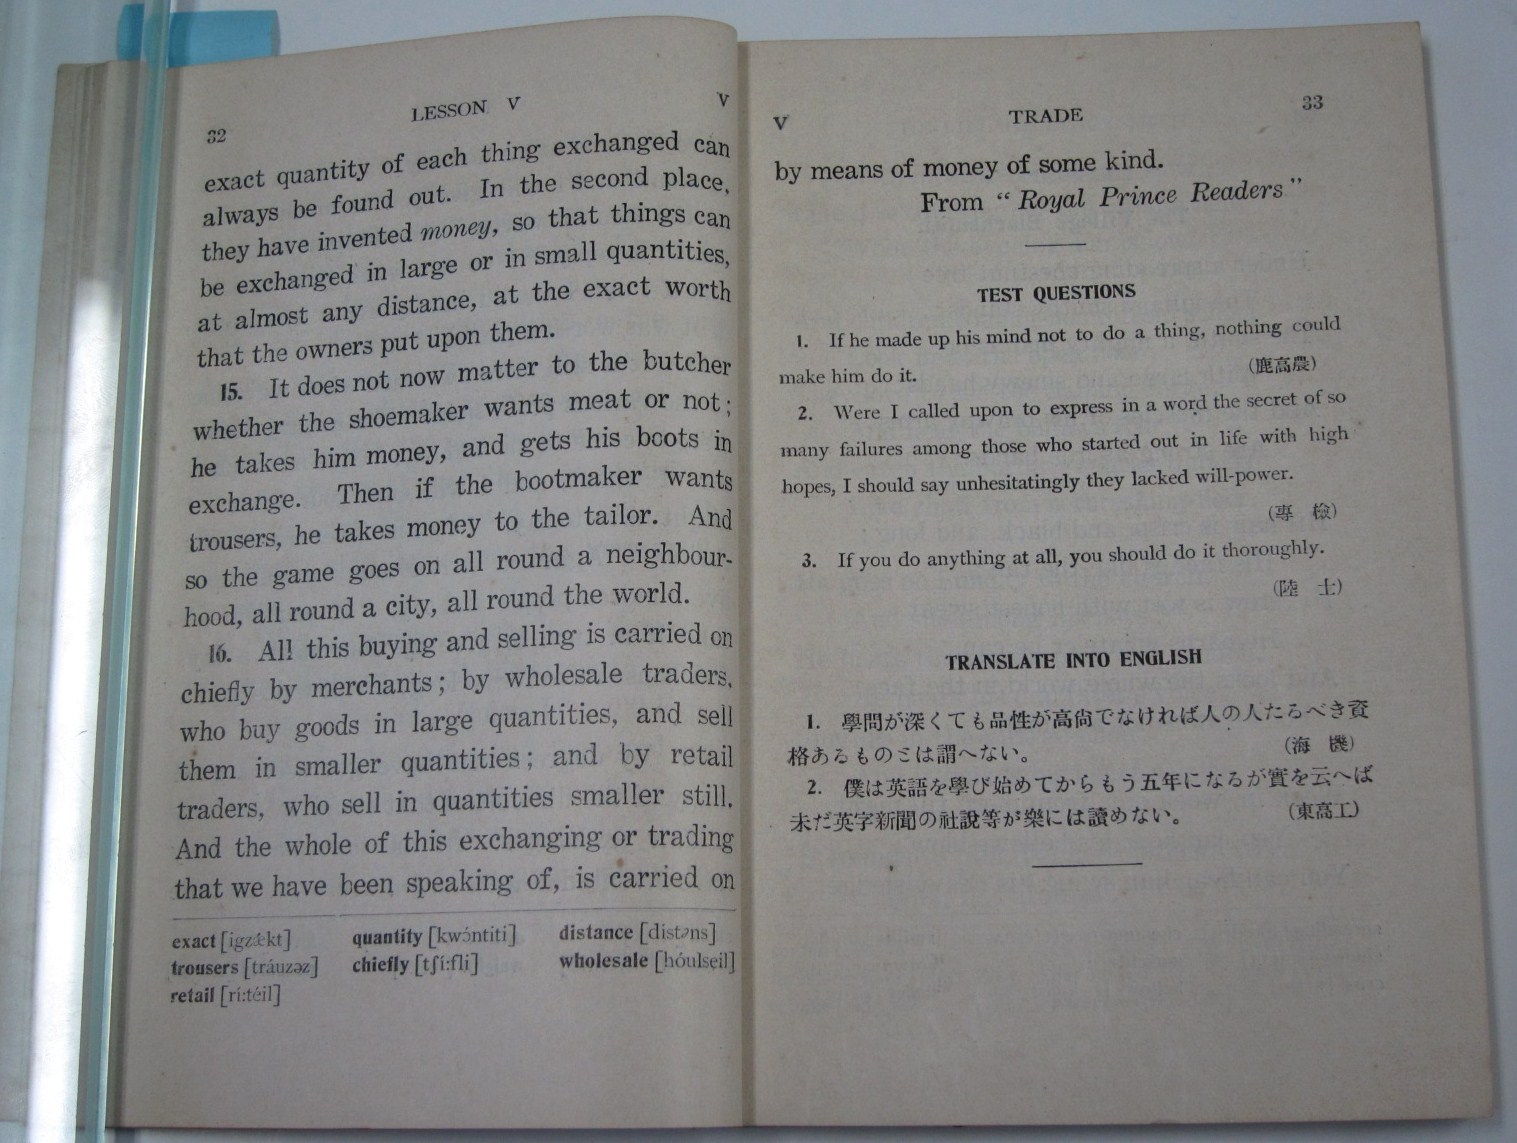 32
LESSON V
V
exact quantity of each thing exchanged can
always be found out. In the second place,
they have invented money, so that things can
be exchanged in large or in small quantities,
at almost any distance, at the exact worth
that the owners put upon them.
15. It does not now matter to the butcher
whether the shoemaker wants meat or not;
he takes him money, and gets his boots in
exchange. Then if the bootmaker wants
trousers, he takes money to the tailor. And
so the game goes on all round a neighbour-
hood, all round a city, all round the world.
16. All this buying and selling is carried on
chiefly by merchants; by wholesale traders,
who buy goods in large quantities, and sell
them in smaller quantities; and by retail
traders, who sell in quantities smaller still.
And the whole of this exchanging or trading
that we have been speaking of, is carried on
exact [igzǽkt] quantity [kwɔ́ntiti] distance [distəns]
trousers [tráuzəz] chiefly [tʃí:fli] wholesale [hóulseil]
retail [rí:téil]
V
TRADE
33
by means of money of some kind.
From "Royal Prince Readers"
TEST QUESTIONS
1. If he made up his mind not to do a thing, nothing could
make him do it. (鹿高農)
2. Were I called upon to express in a word the secret of so
many failures among those who started out in life with high
hopes, I should say unhesitatingly they lacked will-power.
(專 檢)
3. If you do anything at all, you should do it thoroughly.
(陸 士)
TRANSLATE INTO ENGLISH
1. 學問が深くても品性が高尙でなければ人の人たるべき資
格あるものとは謂へない。 (海 機)
2. 僕は英語を學び始めてからもう五年になるが實を云へば
未だ英字新聞の社說等が樂には讀めない。 (東高工)